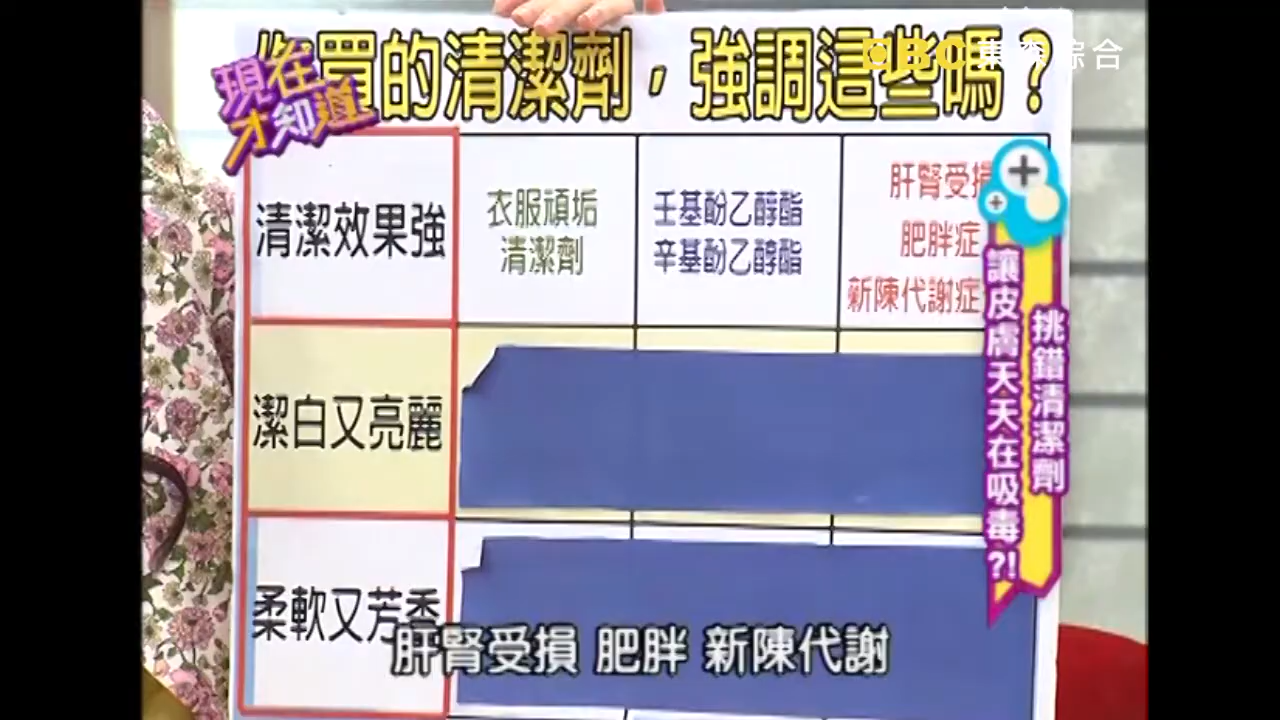 現在
才知道
買的清潔劑，強調這些嗎？
EBC 東森綜合
清潔效果強
衣服頑垢
清潔劑
壬基酚乙醇酯
辛基酚乙醇酯
肝腎受損
肥胖症
新陳代謝症
潔白又亮麗
柔軟又芳香
挑錯清潔劑
讓皮膚天天在吸毒?!
肝腎受損 肥胖 新陳代謝